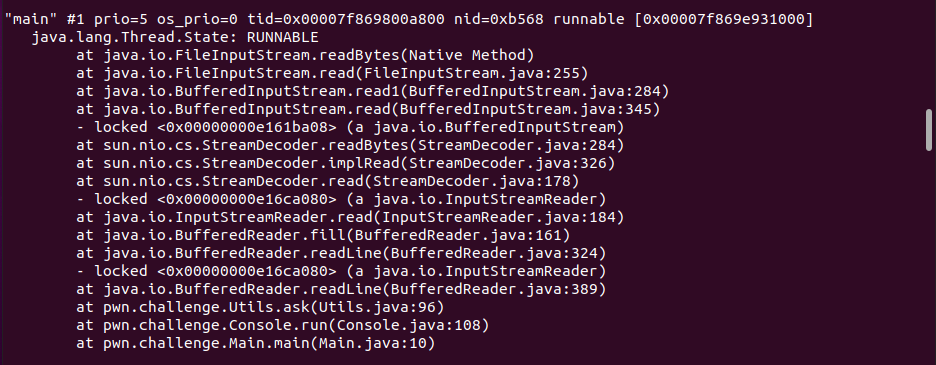 "main" #1 prio=5 os_prio=0 tid=0x00007f869800a800 nid=0xb568 runnable [0x00007f869e931000]
java.lang.Thread.State: RUNNABLE
at java.io.FileInputStream.readBytes(Native Method)
at java.io.FileInputStream.read(FileInputStream.java:255)
at java.io.BufferedInputStream.read1(BufferedInputStream.java:284)
at java.io.BufferedInputStream.read(BufferedInputStream.java:345)
- locked <0x00000000e161ba08> (a java.io.BufferedInputStream)
at sun.nio.cs.StreamDecoder.readBytes(StreamDecoder.java:284)
at sun.nio.cs.StreamDecoder.implRead(StreamDecoder.java:326)
at sun.nio.cs.StreamDecoder.read(StreamDecoder.java:178)
- locked <0x00000000e16ca080> (a java.io.InputStreamReader)
at java.io.InputStreamReader.read(InputStreamReader.java:184)
at java.io.BufferedReader.fill(BufferedReader.java:161)
at java.io.BufferedReader.readLine(BufferedReader.java:324)
- locked <0x00000000e16ca080> (a java.io.InputStreamReader)
at java.io.BufferedReader.readLine(BufferedReader.java:389)
at pwn.challenge.Utils.ask(Utils.java:96)
at pwn.challenge.Console.run(Console.java:108)
at pwn.challenge.Main.main(Main.java:10)